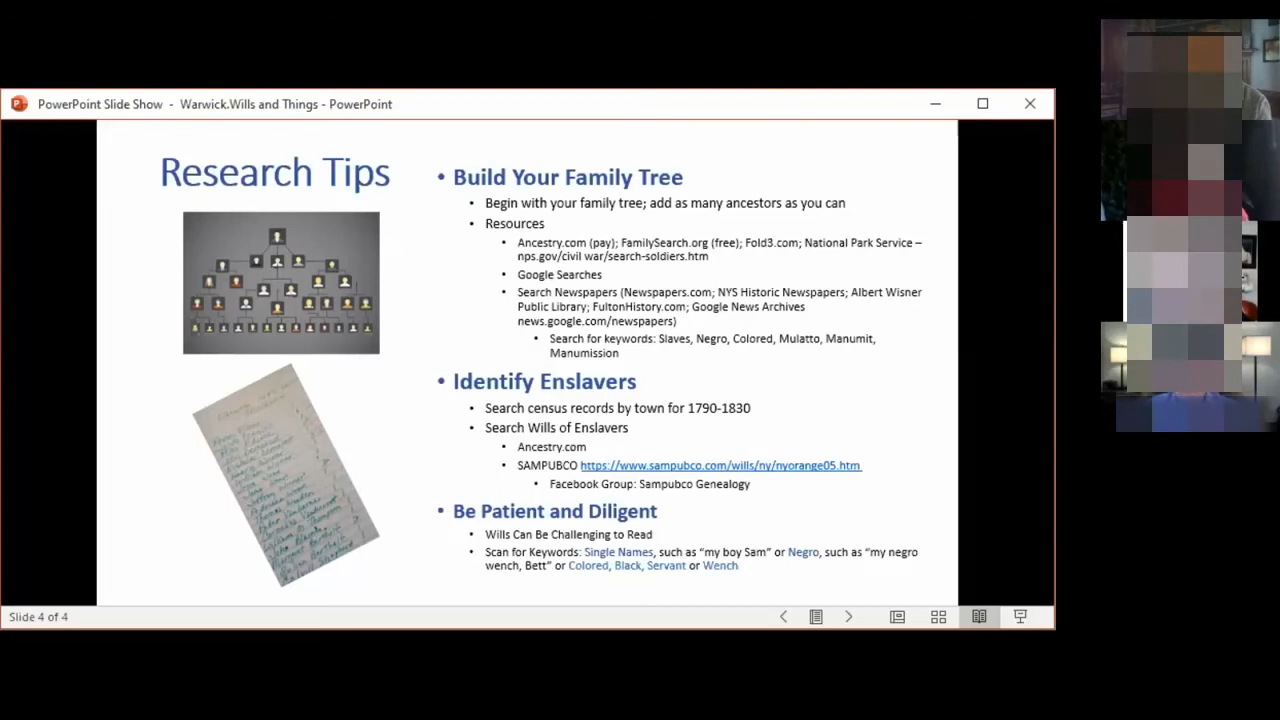 PowerPoint Slide Show - Warwick.Wills and Things - PowerPoint
Research Tips
• Build Your Family Tree
• Begin with your family tree; add as many ancestors as you can
• Resources
• Ancestry.com (pay); FamilySearch.org (free); Fold3.com; National Park Service –
nps.gov/civil war/search-soldiers.htm
• Google Searches
• Search Newspapers (Newspapers.com; NYS Historic Newspapers; Albert Wisner
Public Library; FultonHistory.com; Google News Archives
news.google.com/newspapers)
• Search for keywords: Slaves, Negro, Colored, Mulatto, Manumit,
Manumission
• Identify Enslavers
• Search census records by town for 1790-1830
• Search Wills of Enslavers
• Ancestry.com
• SAMPUBCO https://www.sampubco.com/wills/ny/nyorange05.htm
• Facebook Group: Sampubco Genealogy
• Be Patient and Diligent
• Wills Can Be Challenging to Read
• Scan for Keywords: Single Names, such as “my boy Sam” or Negro, such as “my negro
wench, Bett” or Colored, Black, Servant or Wench
Slide 4 of 4